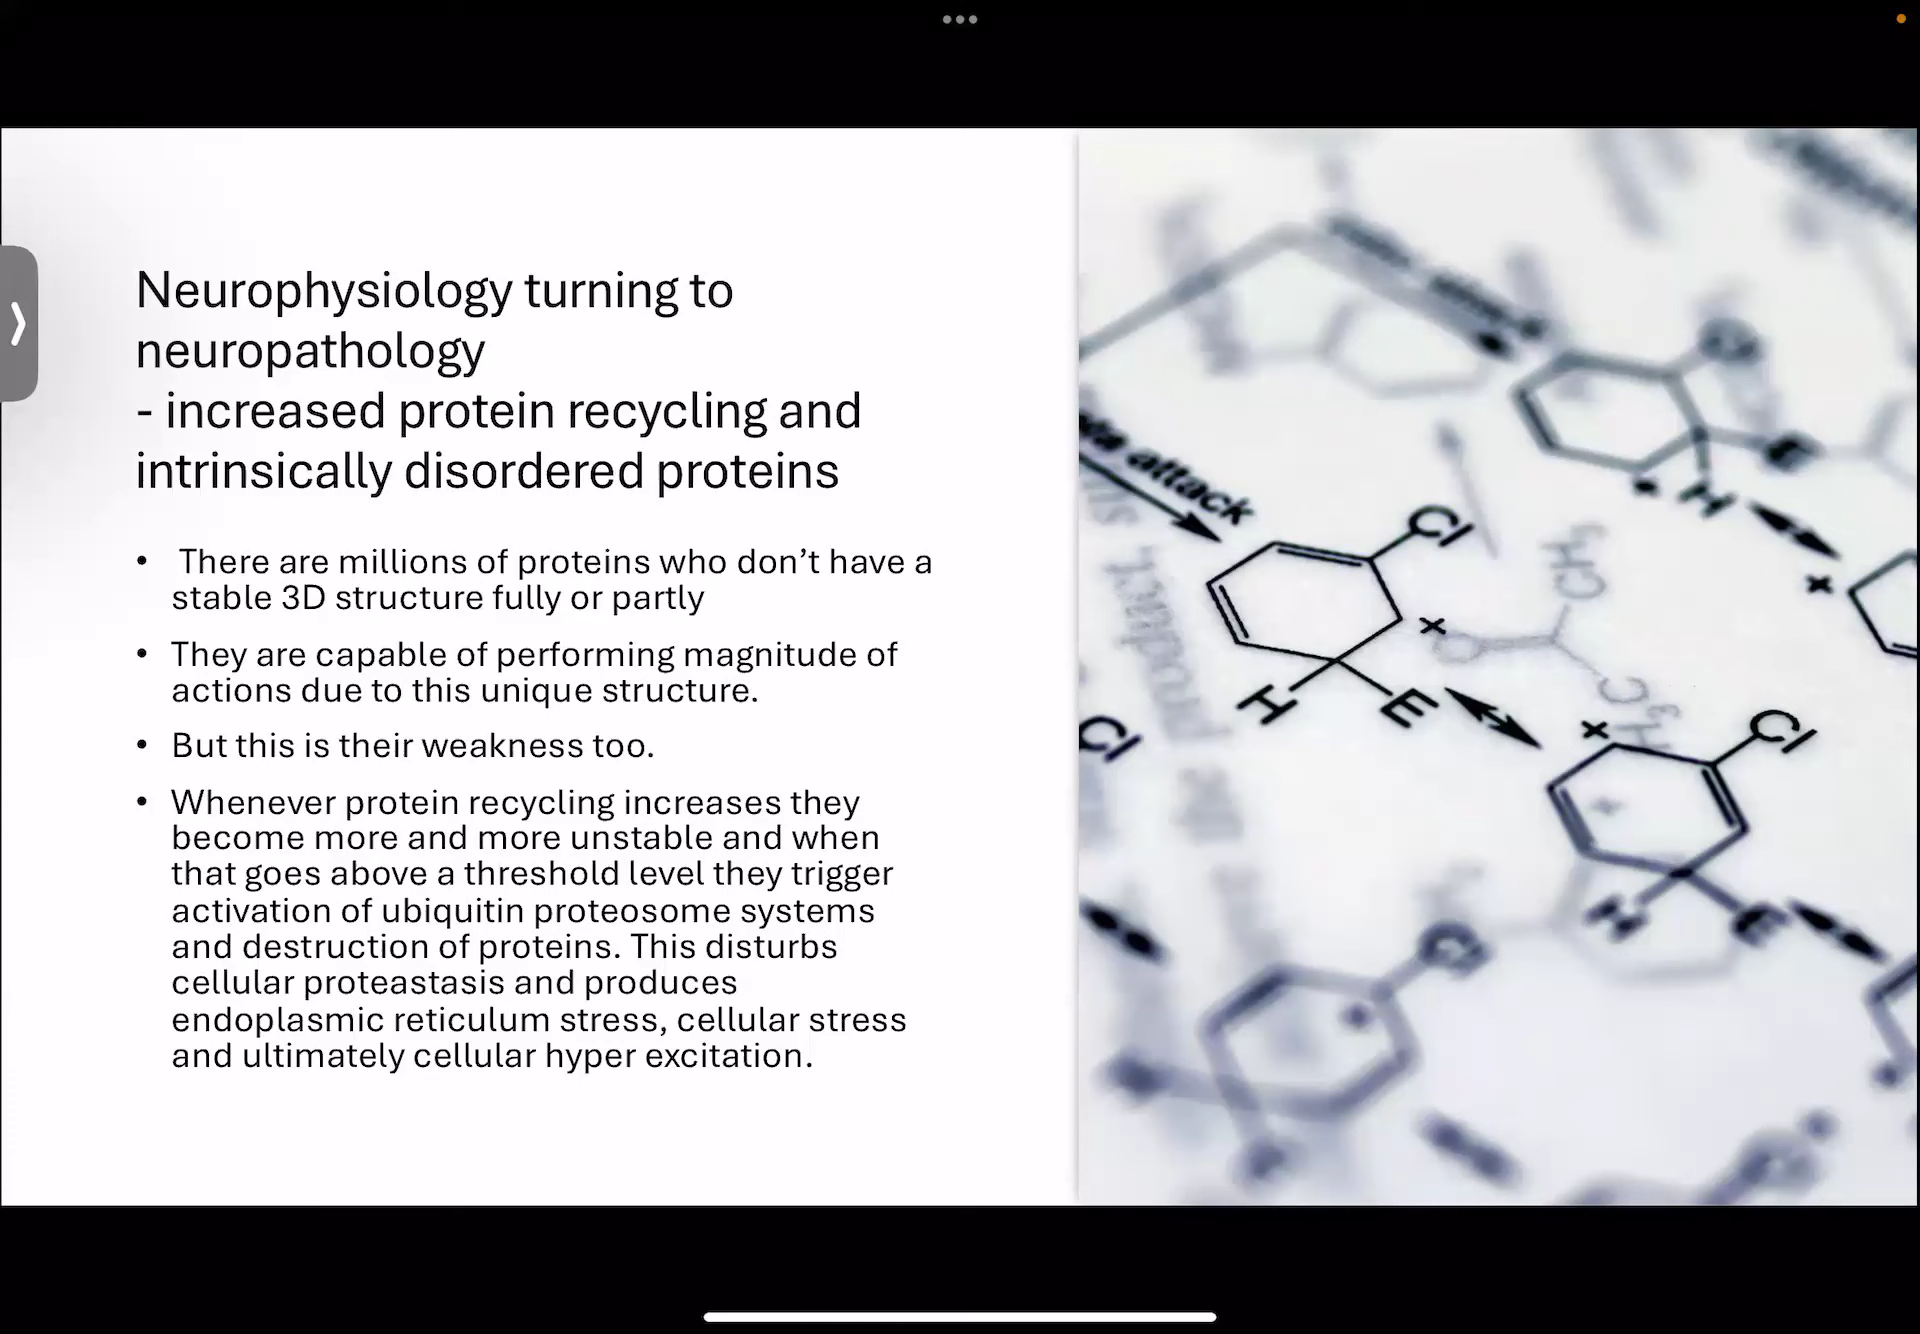 Neurophysiology turning to
neuropathology
- increased protein recycling and
intrinsically disordered proteins
• There are millions of proteins who don’t have a
stable 3D structure fully or partly
• They are capable of performing magnitude of
actions due to this unique structure.
• But this is their weakness too.
• Whenever protein recycling increases they
become more and more unstable and when
that goes above a threshold level they trigger
activation of ubiquitin proteosome systems
and destruction of proteins. This disturbs
cellular proteastasis and produces
endoplasmic reticulum stress, cellular stress
and ultimately cellular hyper excitation.
attack
Cl
H
E
H
Cl
CH3
Cl
H
E
Cl